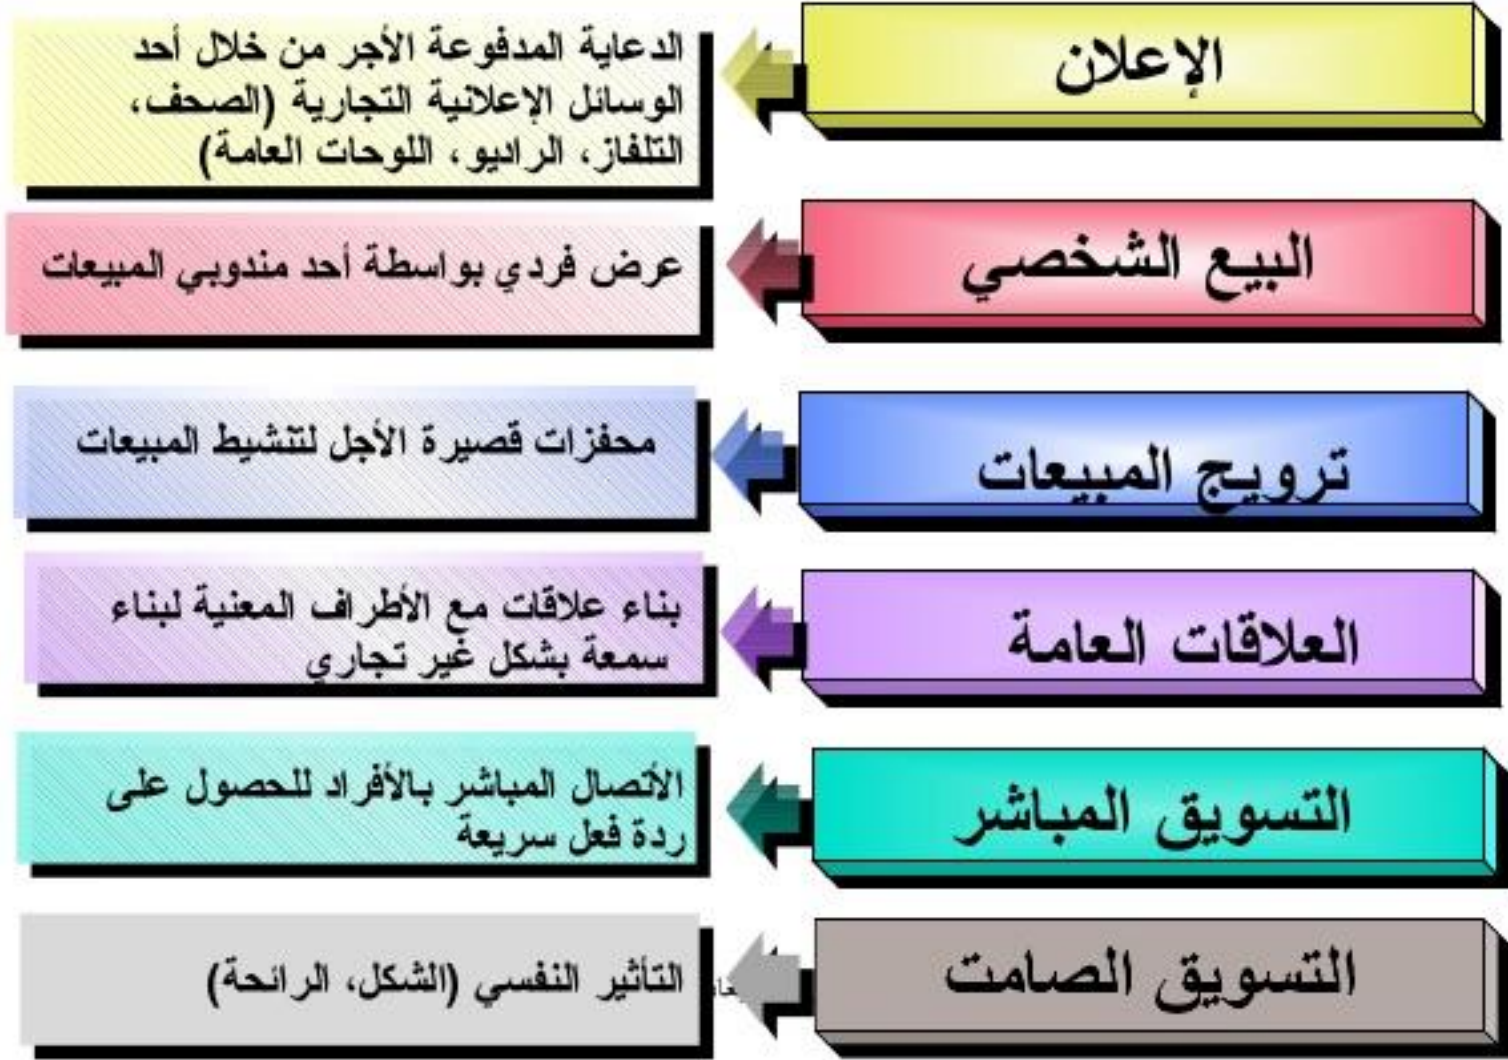 الإعلان
الدعاية المدفوعة الأجر من خلال أحد
الوسائل الإعلانية التجارية (الصحف،
التلفاز، الراديو، اللوحات العامة)
البيع الشخصي
عرض فردي بواسطة أحد مندوبي المبيعات
ترويج المبيعات
محفزات قصيرة الأجل لتنشيط المبيعات
العلاقات العامة
بناء علاقات مع الأطراف المعنية لبناء
سمعة بشكل غير تجاري
التسويق المباشر
الأتصال المباشر بالأفراد للحصول على
ردة فعل سريعة
التسويق الصامت
التأثير النفسي (الشكل، الرائحة)